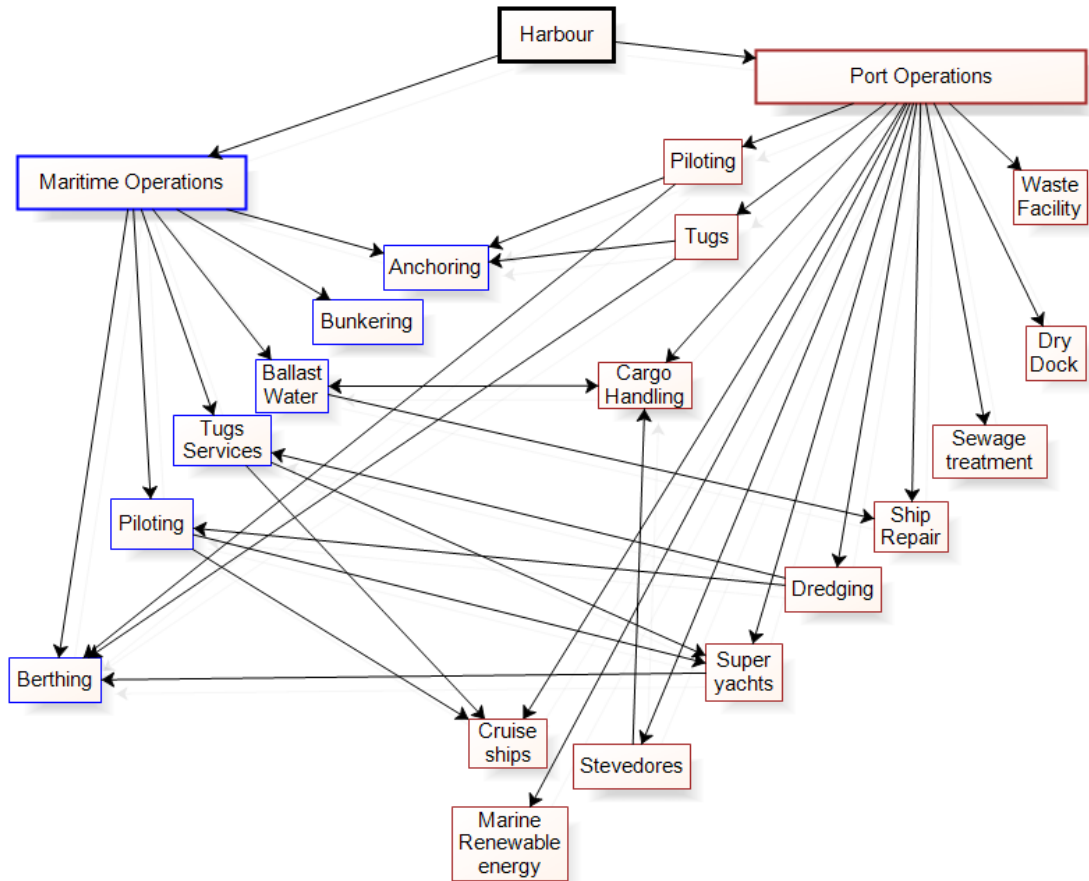 Harbour
Port Operations
Maritime Operations
Piloting
Waste
Facility
Tugs
Anchoring
Bunkering
Dry
Dock
Ballast
Water
Cargo
Handling
Tugs
Services
Sewage
treatment
Piloting
Ship
Repair
Dredging
Berthing
Super
yachts
Cruise
ships
Stevedores
Marine
Renewable
energy